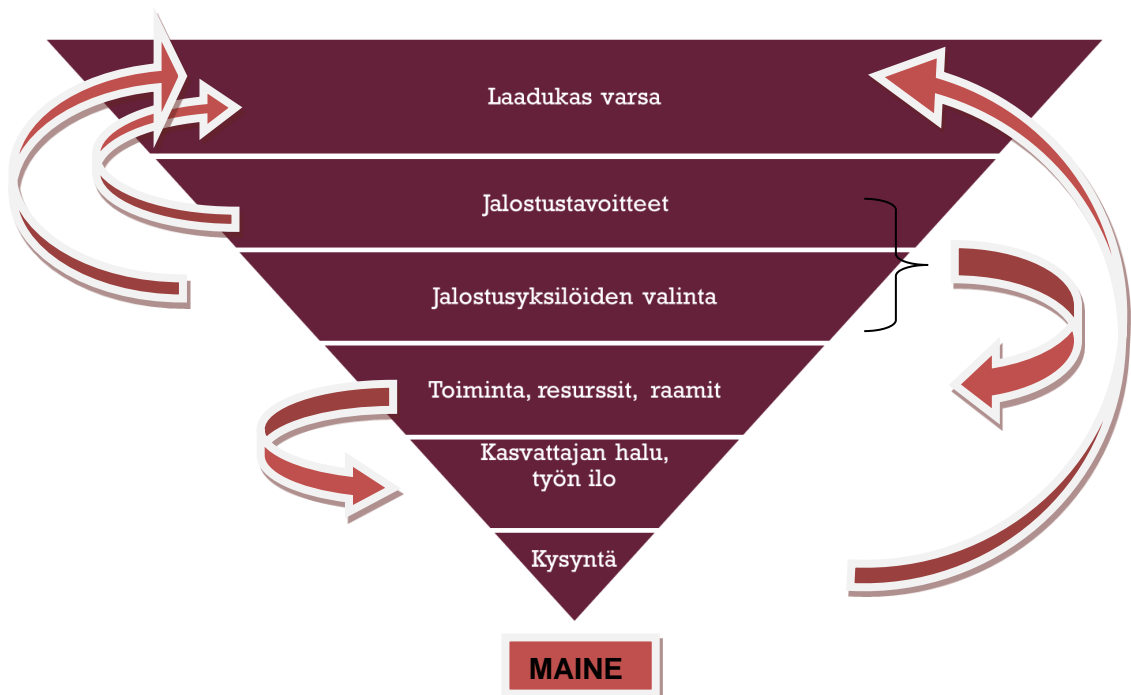 Laadukas varsa
Jalostustavoitteet
Jalostusyksilöiden valinta
Toiminta, resurssit, raamit
Kasvattajan halu,
työn ilo
Kysyntä
MAINE